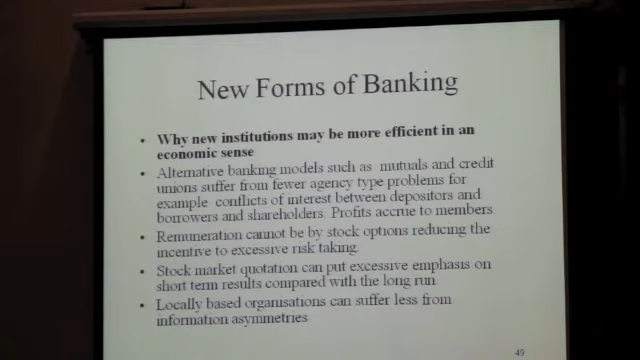 New Forms of Banking
• Why new institutions may be more efficient in an
economic sense
• Alternative banking models such as mutuals and credit
unions suffer from fewer agency type problems for
example conflicts of interest between depositors and
borrowers and shareholders. Profits accrue to members.
• Remuneration cannot be by stock options reducing the
incentive to excessive risk taking.
• Stock market quotation can put excessive emphasis on
short term results compared with the long run.
• Locally based organisations can suffer less from
information asymmetries
49